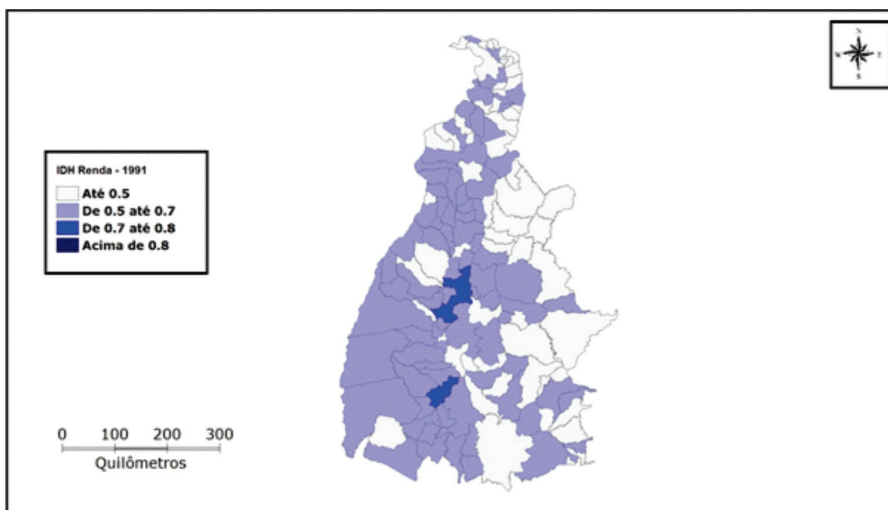 N
W E
S
IDH Renda - 1991
Até 0.5
De 0.5 até 0.7
De 0.7 até 0.8
Acima de 0.8
0 100 200 300
Quilômetros